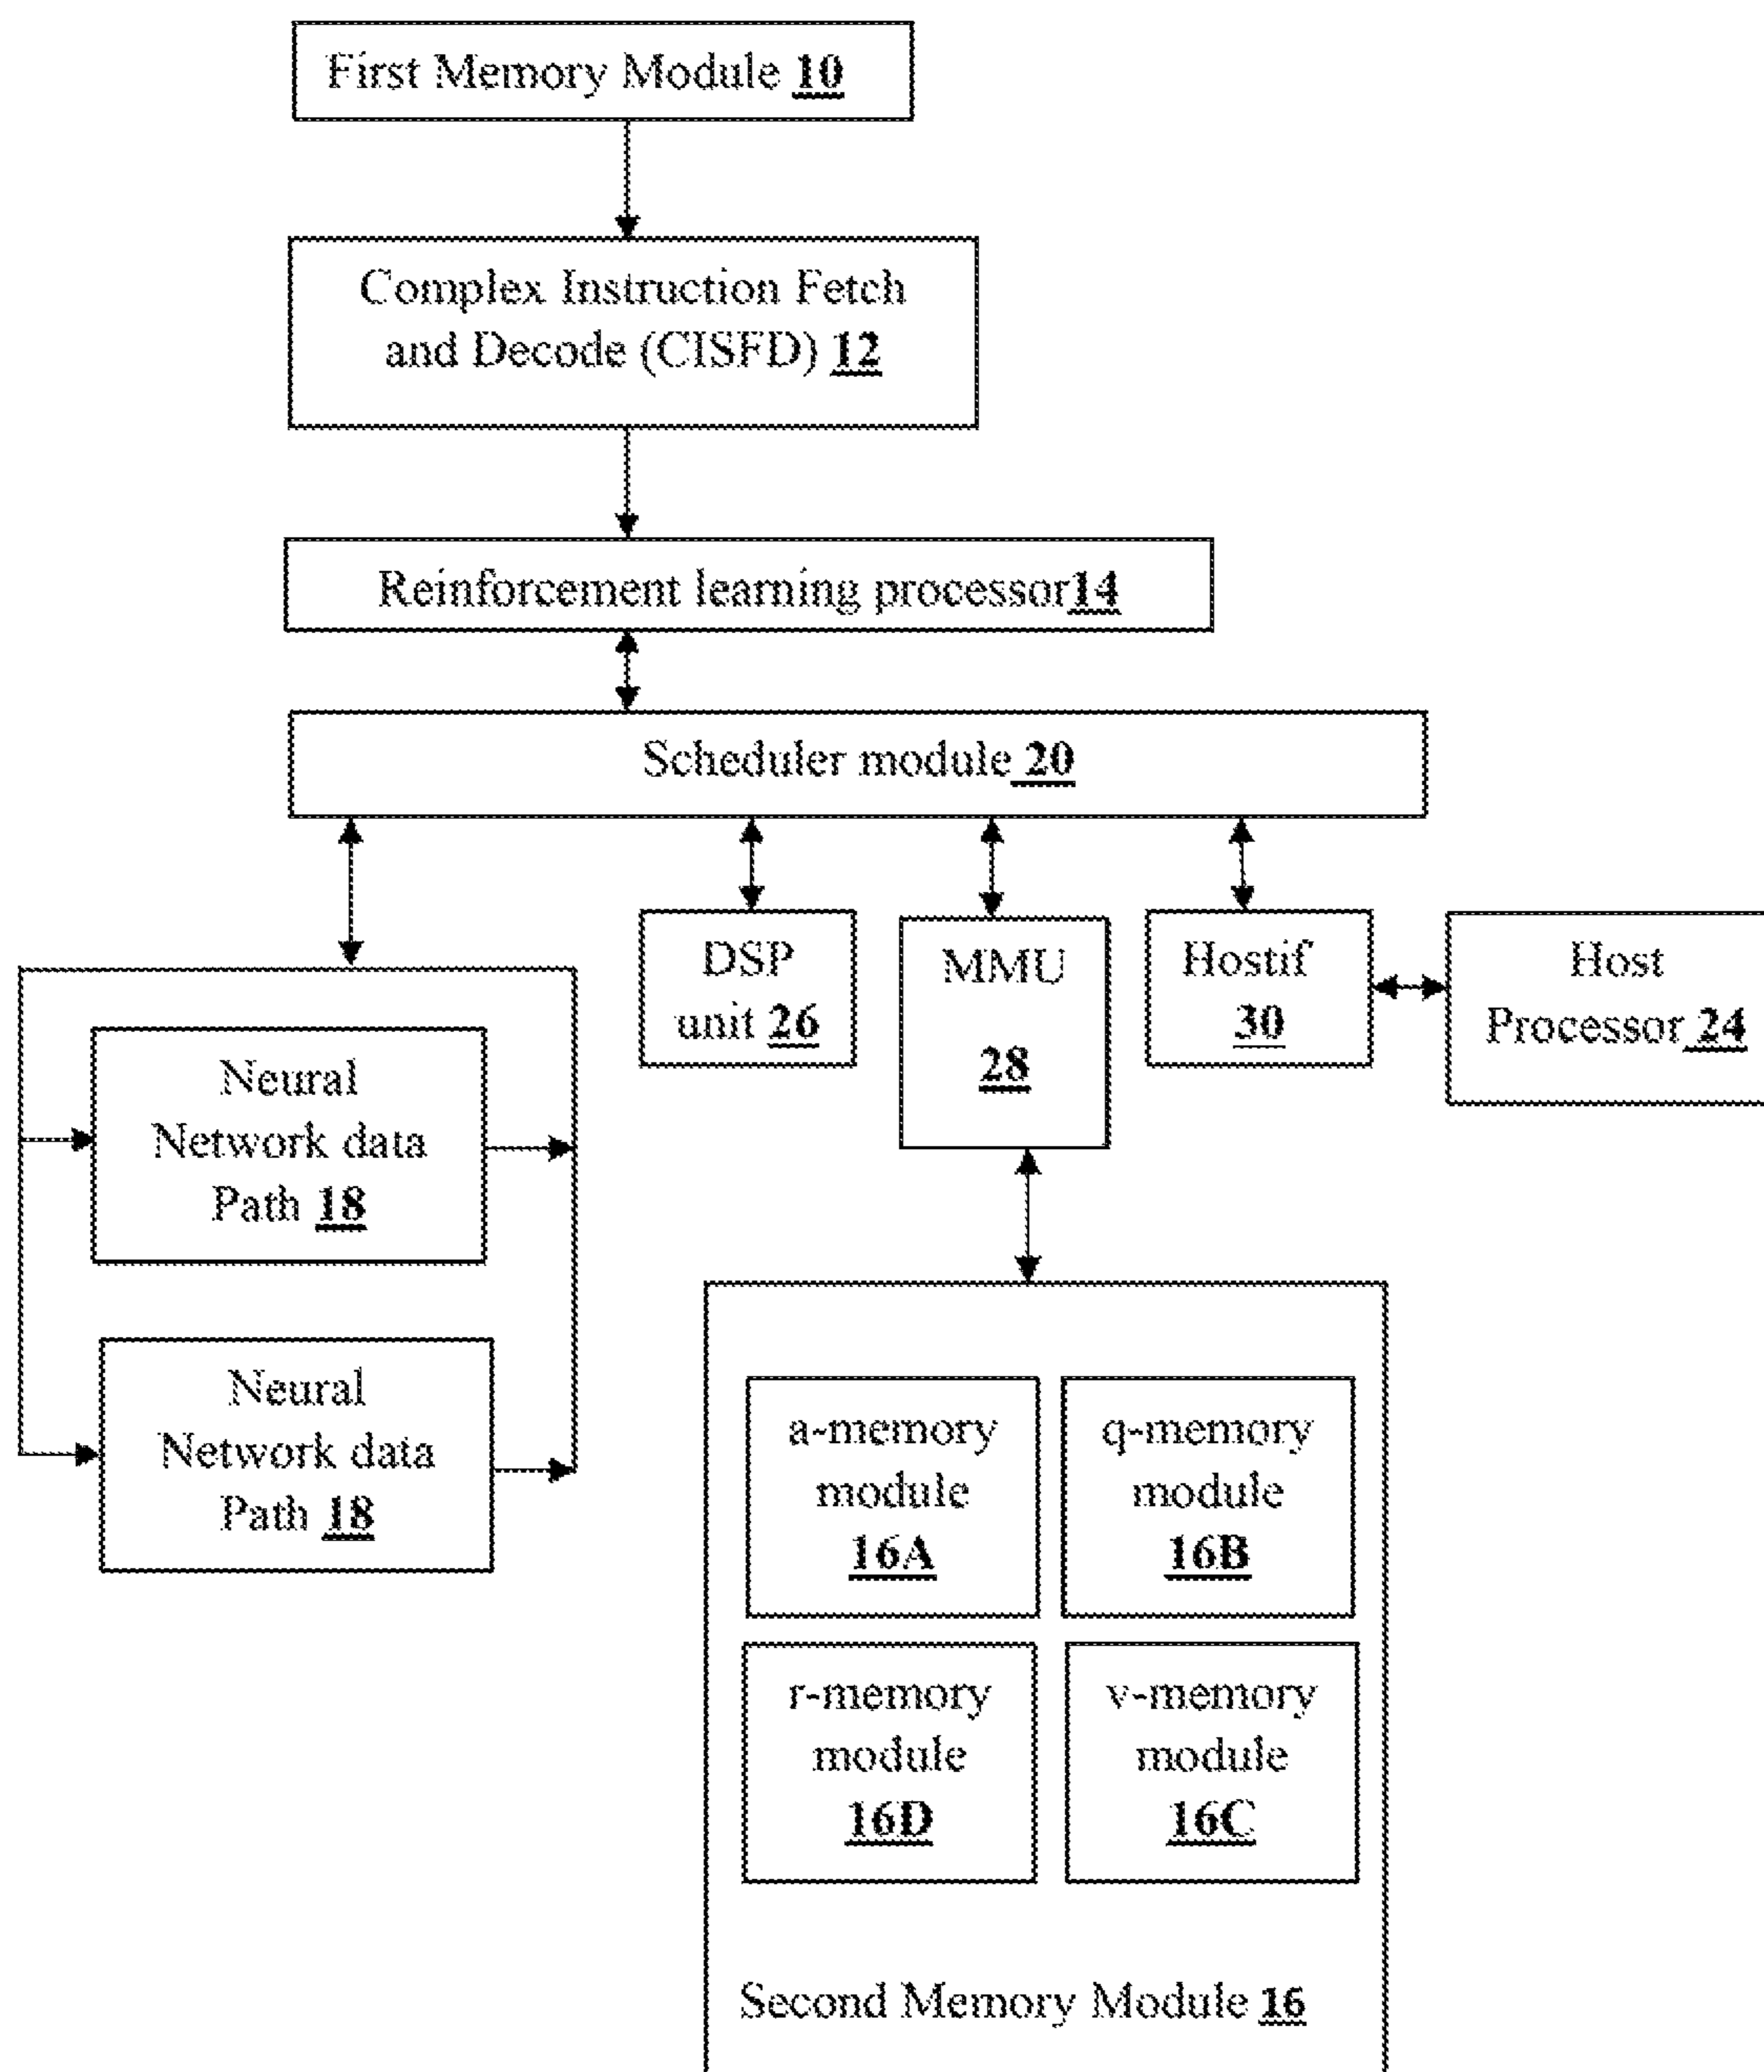 First Memory Module 10
Complex Instruction Fetch
and Decode (CISFD) 12
Reinforcement learning processor14
Scheduler module 20
DSP
unit 26
MMU
28
Hostif
30
Host
Processor 24
Neural
Network data
Path 18
Neural
Network data
Path 18
a-memory
module
16A
q-memory
module
16B
r-memory
module
16D
v-memory
module
16C
Second Memory Module 16